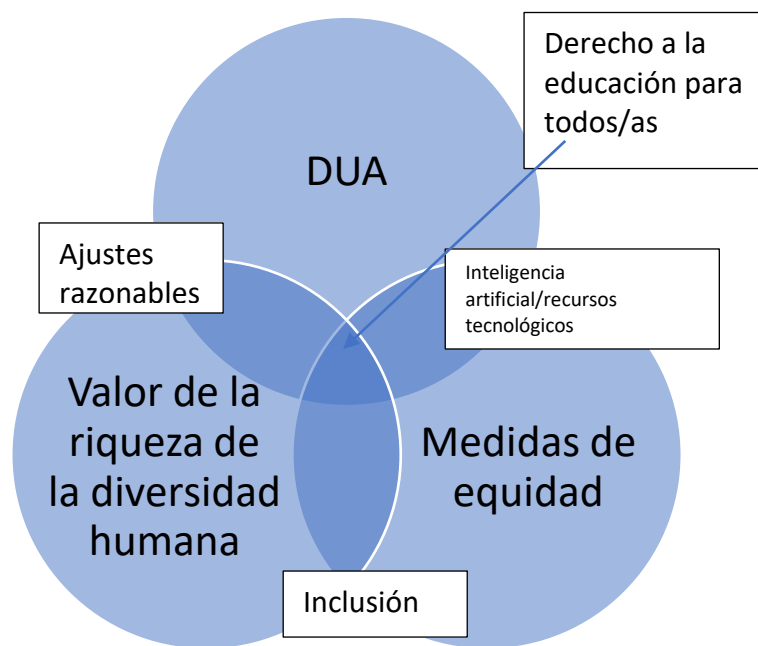 Derecho a la
educación para
todos/as
DUA
Ajustes
razonables
Inteligencia
artificial/recursos
tecnológicos
Valor de la
riqueza de
la diversidad
humana
Medidas de
equidad
Inclusión